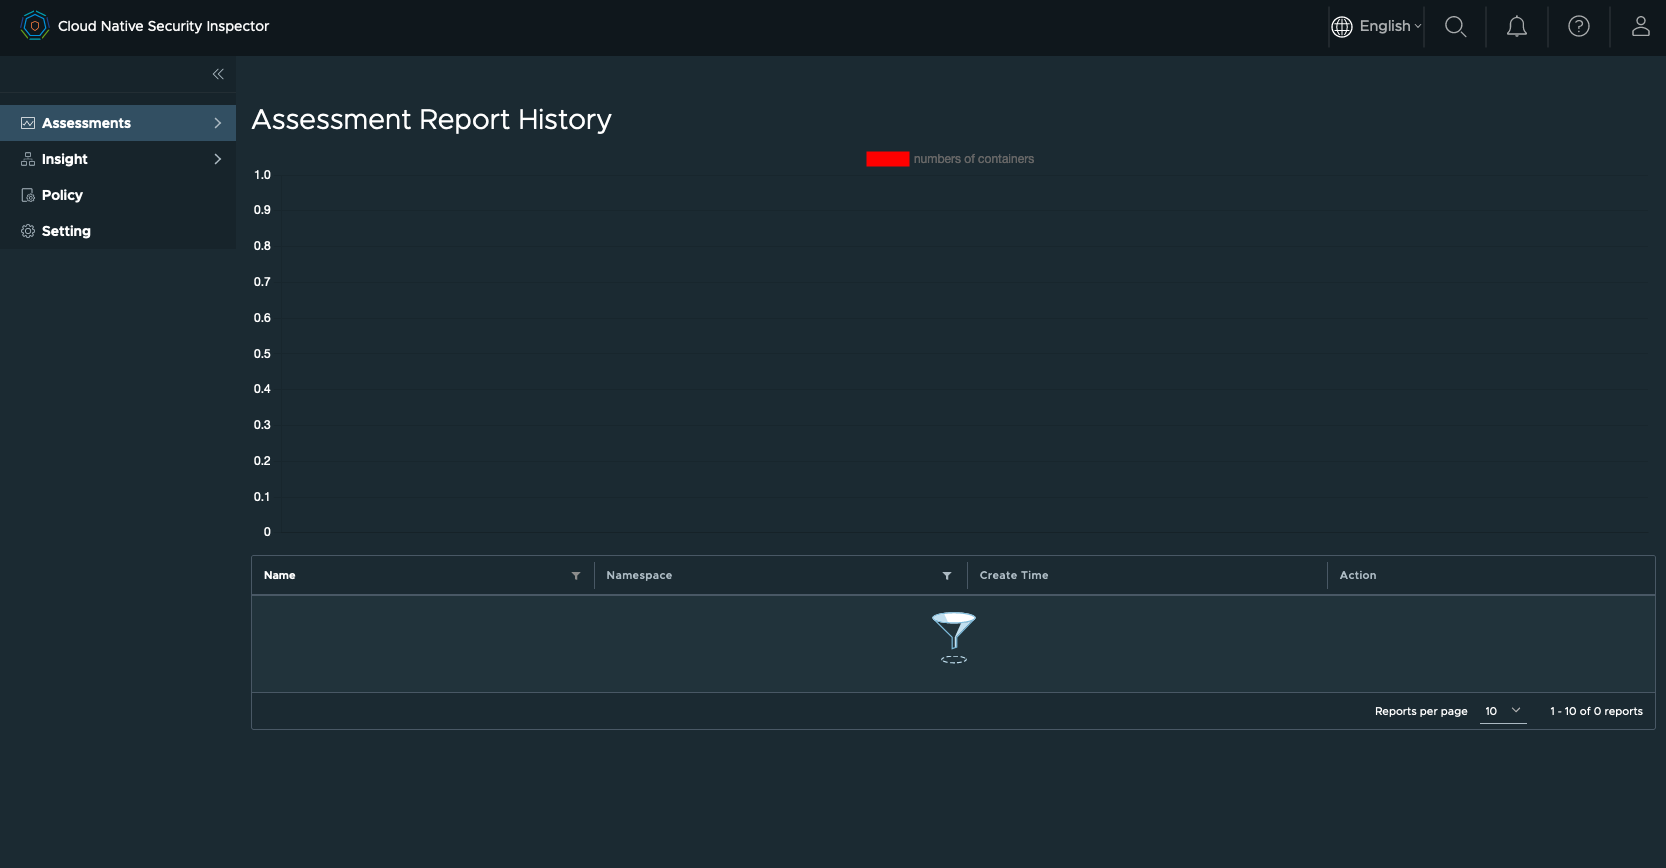 Cloud Native Security Inspector
English
Assessments
Insight
Policy
Setting
Assessment Report History
numbers of containers
1.0
0.9
0.8
0.7
0.6
0.5
0.4
0.3
0.2
0.1
0
Name Namespace Create Time Action
Reports per page 10 1 - 10 of 0 reports